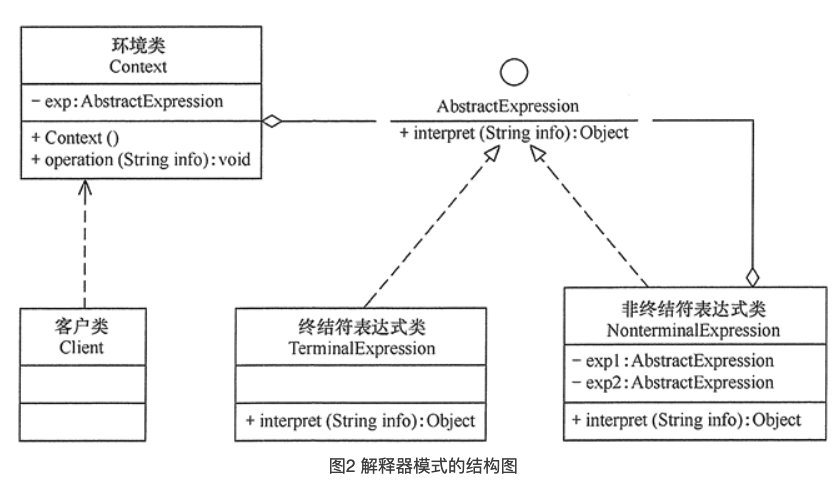 环境类
Context
- exp:AbstractExpression
+ Context ()
+ operation (String info):void
AbstractExpression
+ interpret (String info):Object
客户类
Client
终结符表达式类
TerminalExpression
+ interpret (String info):Object
非终结符表达式类
NonterminalExpression
- exp1:AbstractExpression
- exp2:AbstractExpression
+ interpret (String info):Object
图2 解释器模式的结构图